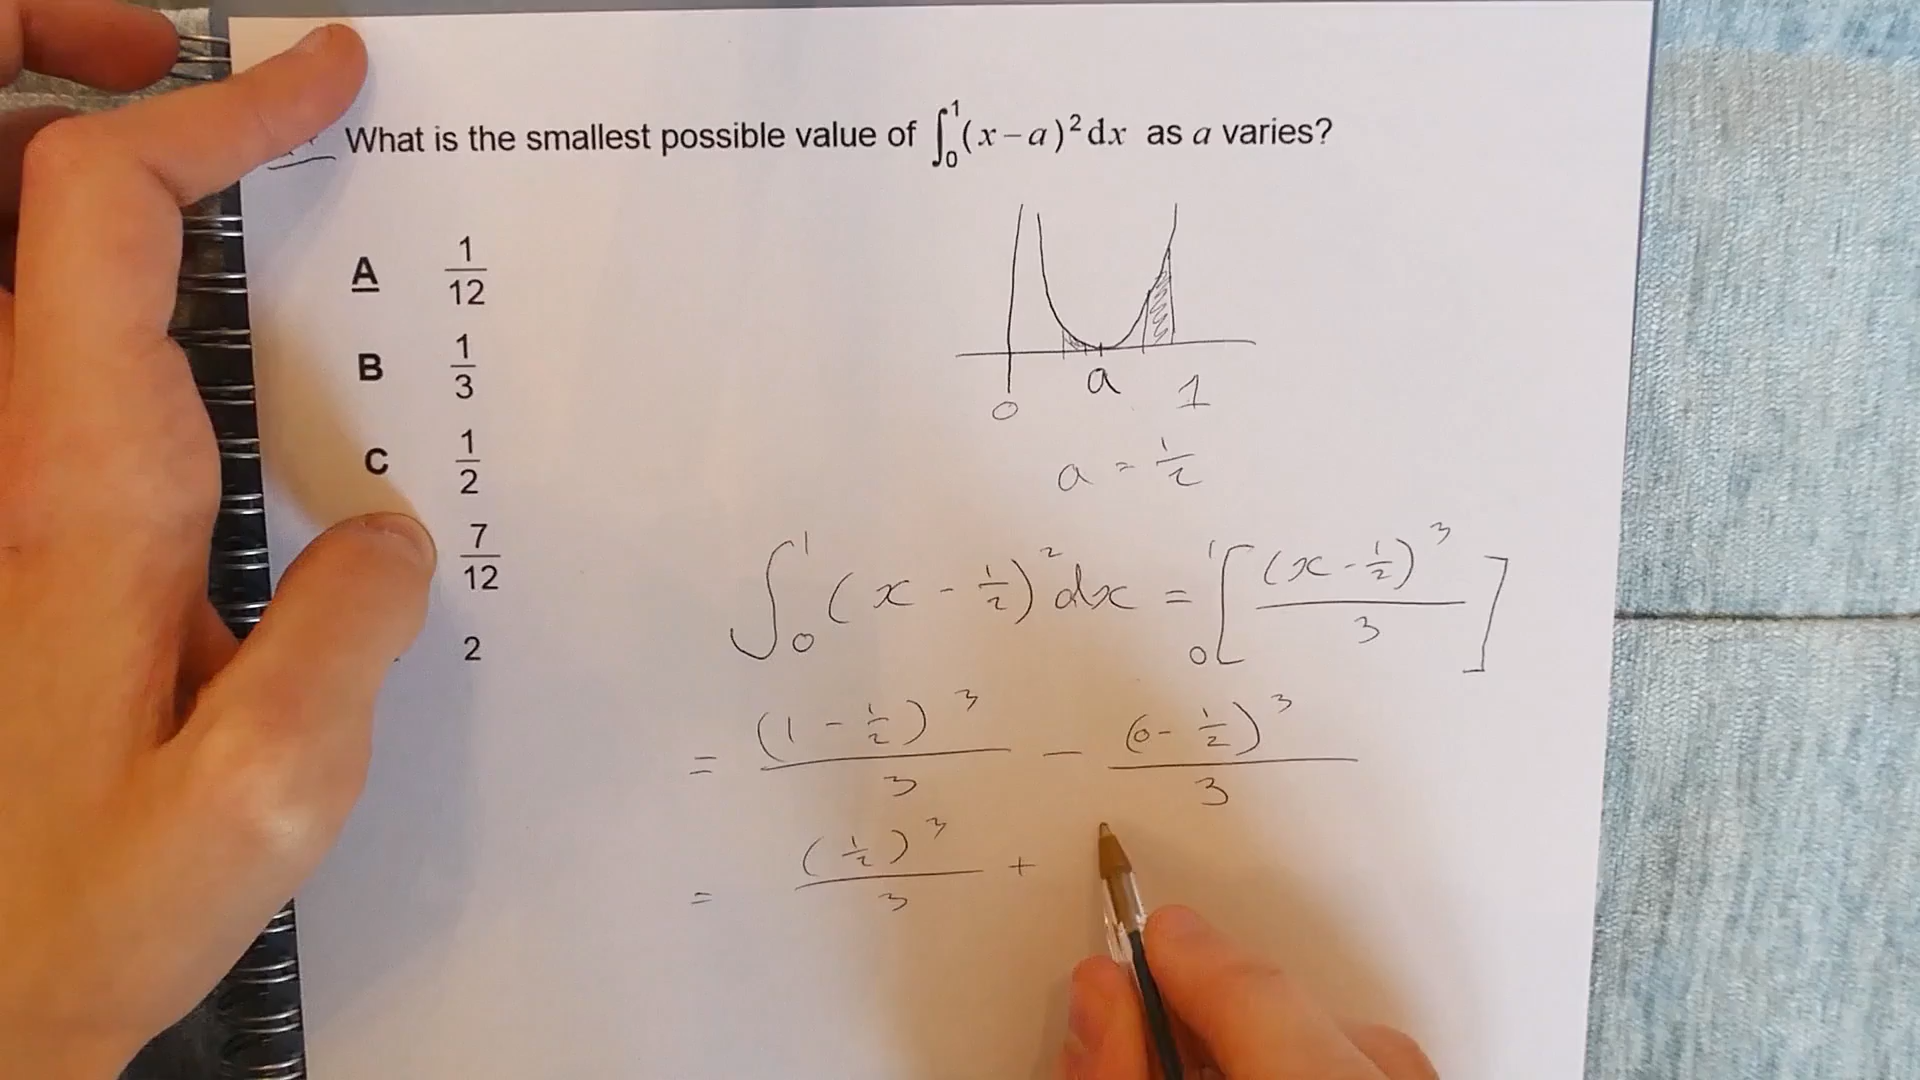 What is the smallest possible value of ∫₀¹(x−a)²dx as a varies?
A 1/12
B 1/3
C 1/2
7/12
2
0 a 1
a = 1/2
∫₀¹ (x − 1/2)² dx = ₀¹[(x − 1/2)³/3]
= (1 − 1/2)³/3 − (0 − 1/2)³/3
= (1/2)³/3 +